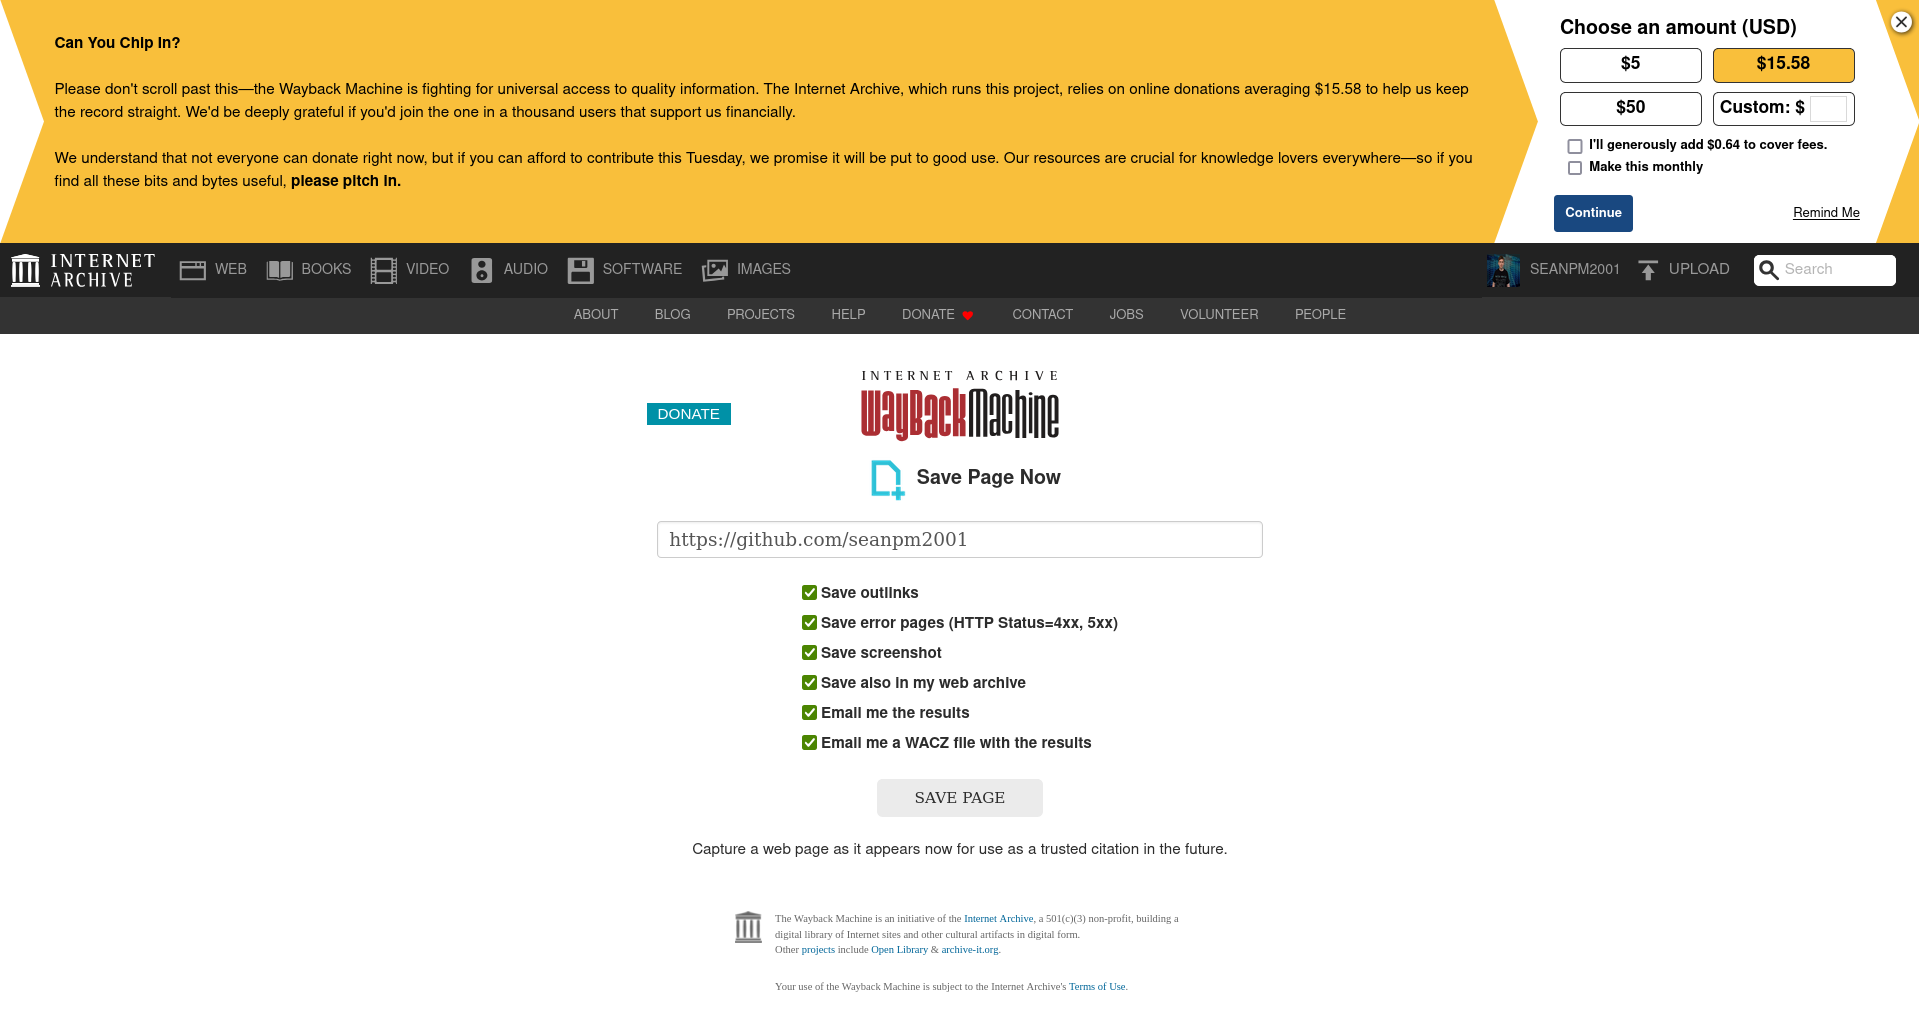 Can You Chip In?
Please don't scroll past this—the Wayback Machine is fighting for universal access to quality information. The Internet Archive, which runs this project, relies on online donations averaging $15.58 to help us keep
the record straight. We'd be deeply grateful if you'd join the one in a thousand users that support us financially.
We understand that not everyone can donate right now, but if you can afford to contribute this Tuesday, we promise it will be put to good use. Our resources are crucial for knowledge lovers everywhere—so if you
find all these bits and bytes useful, please pitch in.
Choose an amount (USD)
$5 $15.58
$50 Custom: $
I'll generously add $0.64 to cover fees.
Make this monthly
Continue Remind Me
INTERNET
ARCHIVE
WEB BOOKS VIDEO AUDIO SOFTWARE IMAGES SEANPM2001 UPLOAD Search
ABOUT BLOG PROJECTS HELP DONATE CONTACT JOBS VOLUNTEER PEOPLE
DONATE
INTERNET ARCHIVE
WayBackMachine
Save Page Now
https://github.com/seanpm2001
Save outlinks
Save error pages (HTTP Status=4xx, 5xx)
Save screenshot
Save also in my web archive
Email me the results
Email me a WACZ file with the results
SAVE PAGE
Capture a web page as it appears now for use as a trusted citation in the future.
The Wayback Machine is an initiative of the Internet Archive, a 501(c)(3) non-profit, building a
digital library of Internet sites and other cultural artifacts in digital form.
Other projects include Open Library & archive-it.org.
Your use of the Wayback Machine is subject to the Internet Archive's Terms of Use.